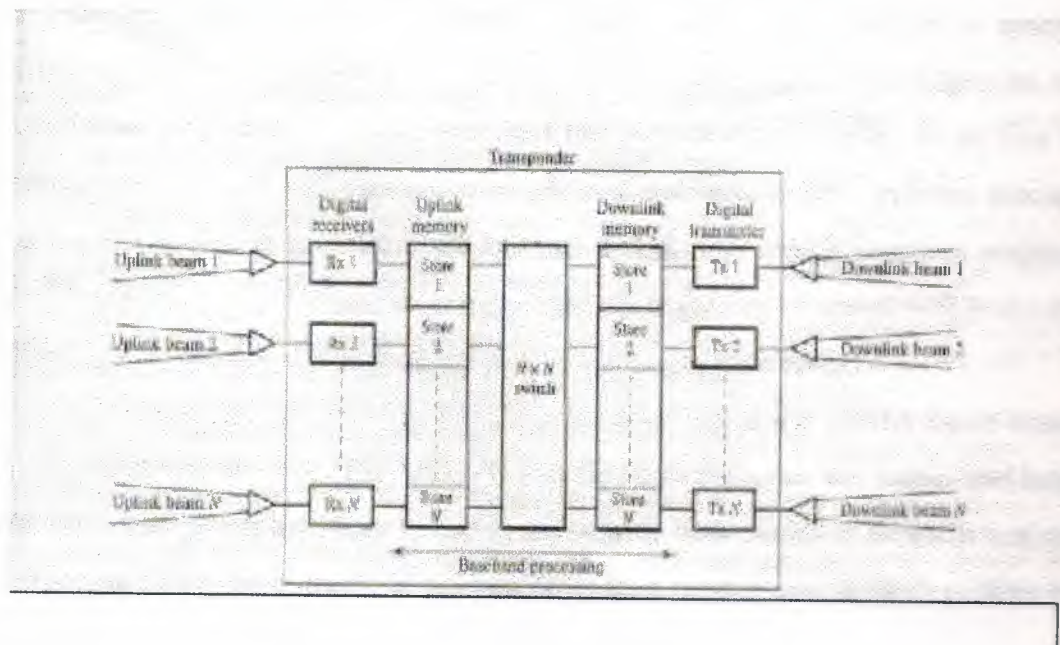 Transponder
Digital
receivers
Uplink
memory
Downlink
memory
Digital
transmitter
Uplink beam 1
Rx 1
Store
1
Store
1
Tx 1
Downlink beam 1
Uplink beam 2
Rx 2
Store
2
N × N
switch
Store
2
Tx 2
Downlink beam 2
Uplink beam N
Rx N
Store
N
Store
N
Tx N
Downlink beam N
Baseband processing